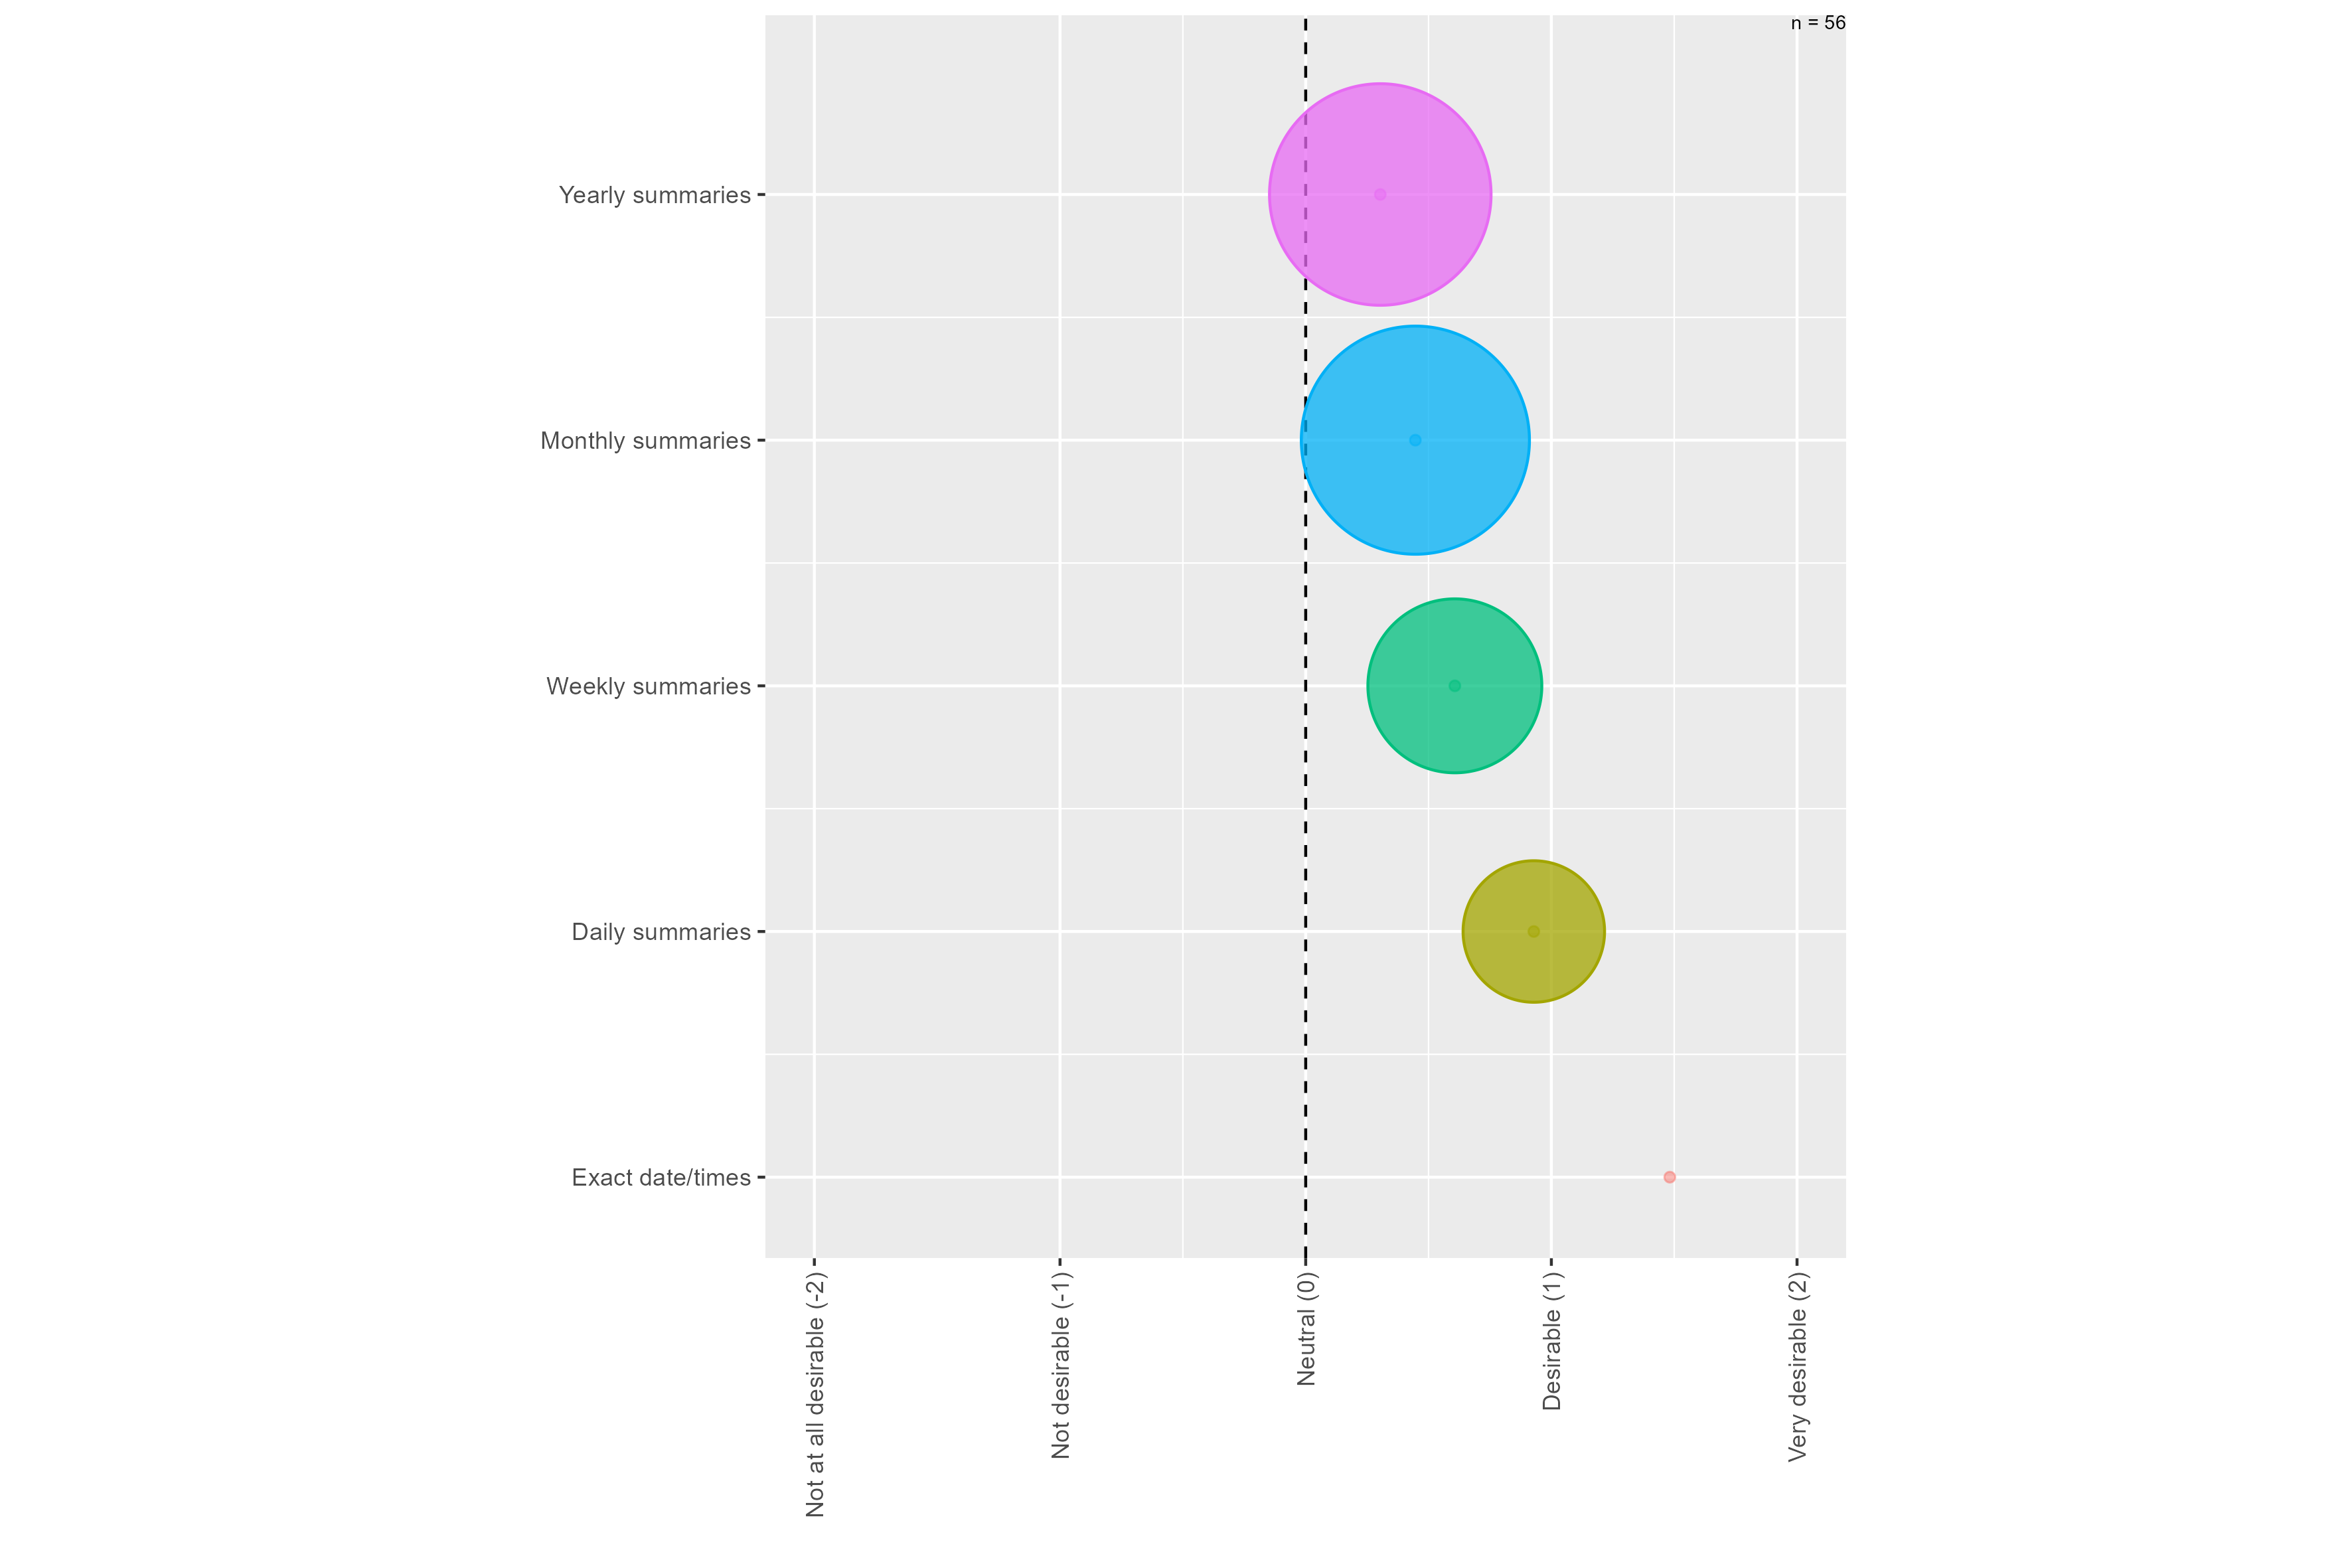 n = 56
Yearly summaries
Monthly summaries
Weekly summaries
Daily summaries
Exact date/times
Not at all desirable (-2)
Not desirable (-1)
Neutral (0)
Desirable (1)
Very desirable (2)